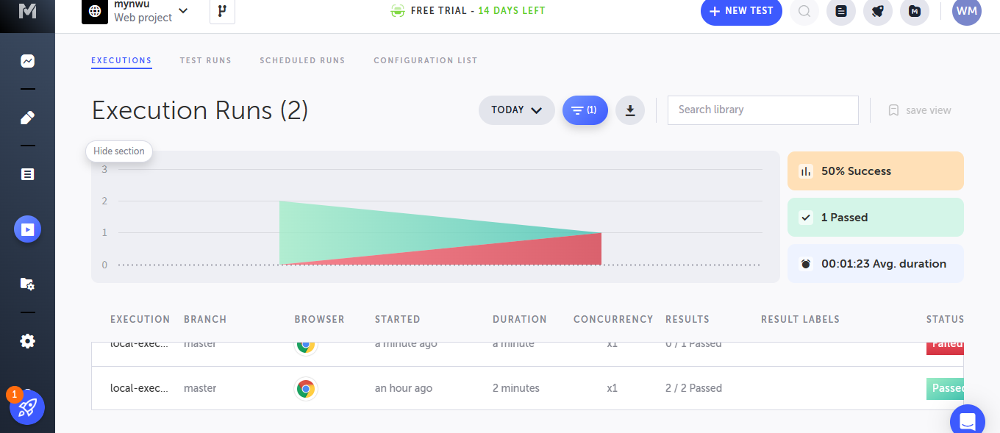 mynwu
Web project
FREE TRIAL - 14 DAYS LEFT
NEW TEST
WM
EXECUTIONS TEST RUNS SCHEDULED RUNS CONFIGURATION LIST
Execution Runs (2)
TODAY
(1)
Search library
save view
Hide section
3
2
1
0
50% Success
1 Passed
00:01:23 Avg. duration
EXECUTION BRANCH BROWSER STARTED DURATION CONCURRENCY RESULTS RESULT LABELS STATUS
local-exec... master a minute ago a minute x1 0 / 1 Passed Failed
local-exec... master an hour ago 2 minutes x1 2 / 2 Passed Passed
1